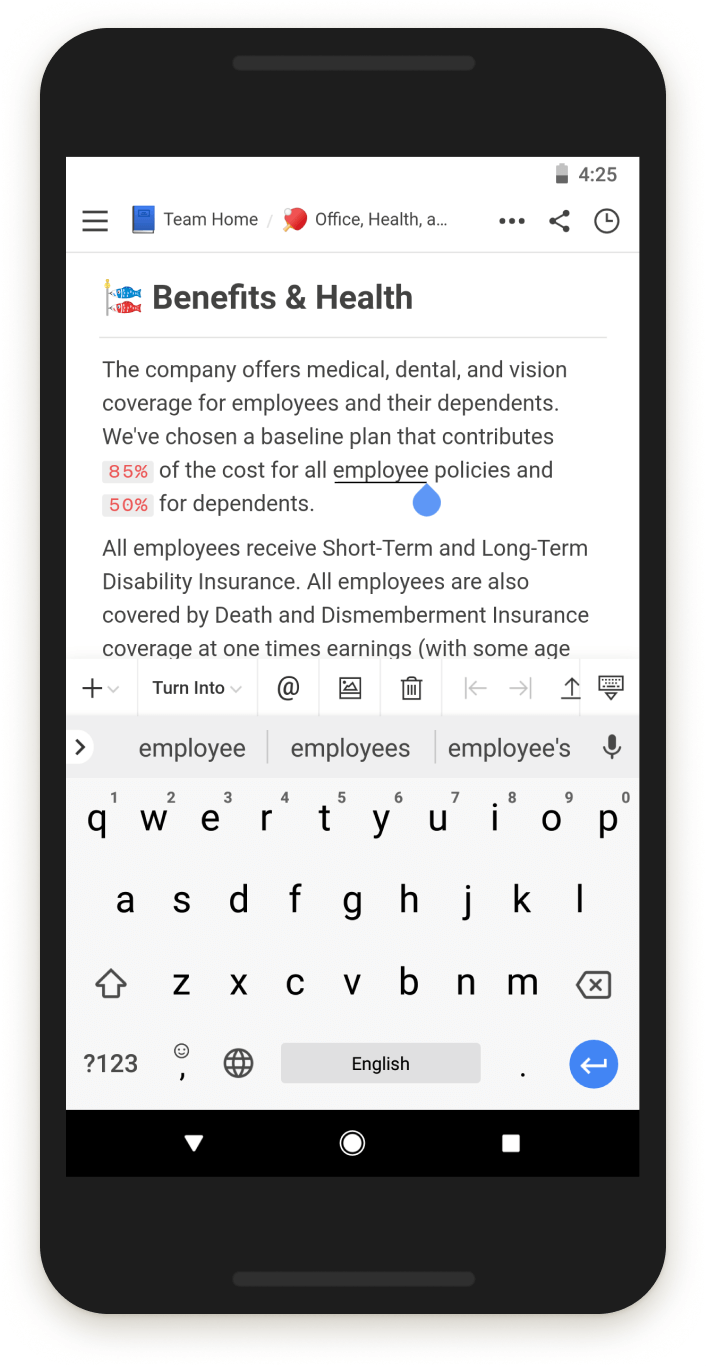 4:25
Team Home / Office, Health, a...
Benefits & Health
The company offers medical, dental, and vision
coverage for employees and their dependents.
We've chosen a baseline plan that contributes
85% of the cost for all employee policies and
50% for dependents.
All employees receive Short-Term and Long-Term
Disability Insurance. All employees are also
covered by Death and Dismemberment Insurance
coverage at one times earnings (with some age
Turn Into @
employee employees employee's
1 2 3 4 5 6 7 8 9 0
q w e r t y u i o p
a s d f g h j k l
z x c v b n m
?123 , English .